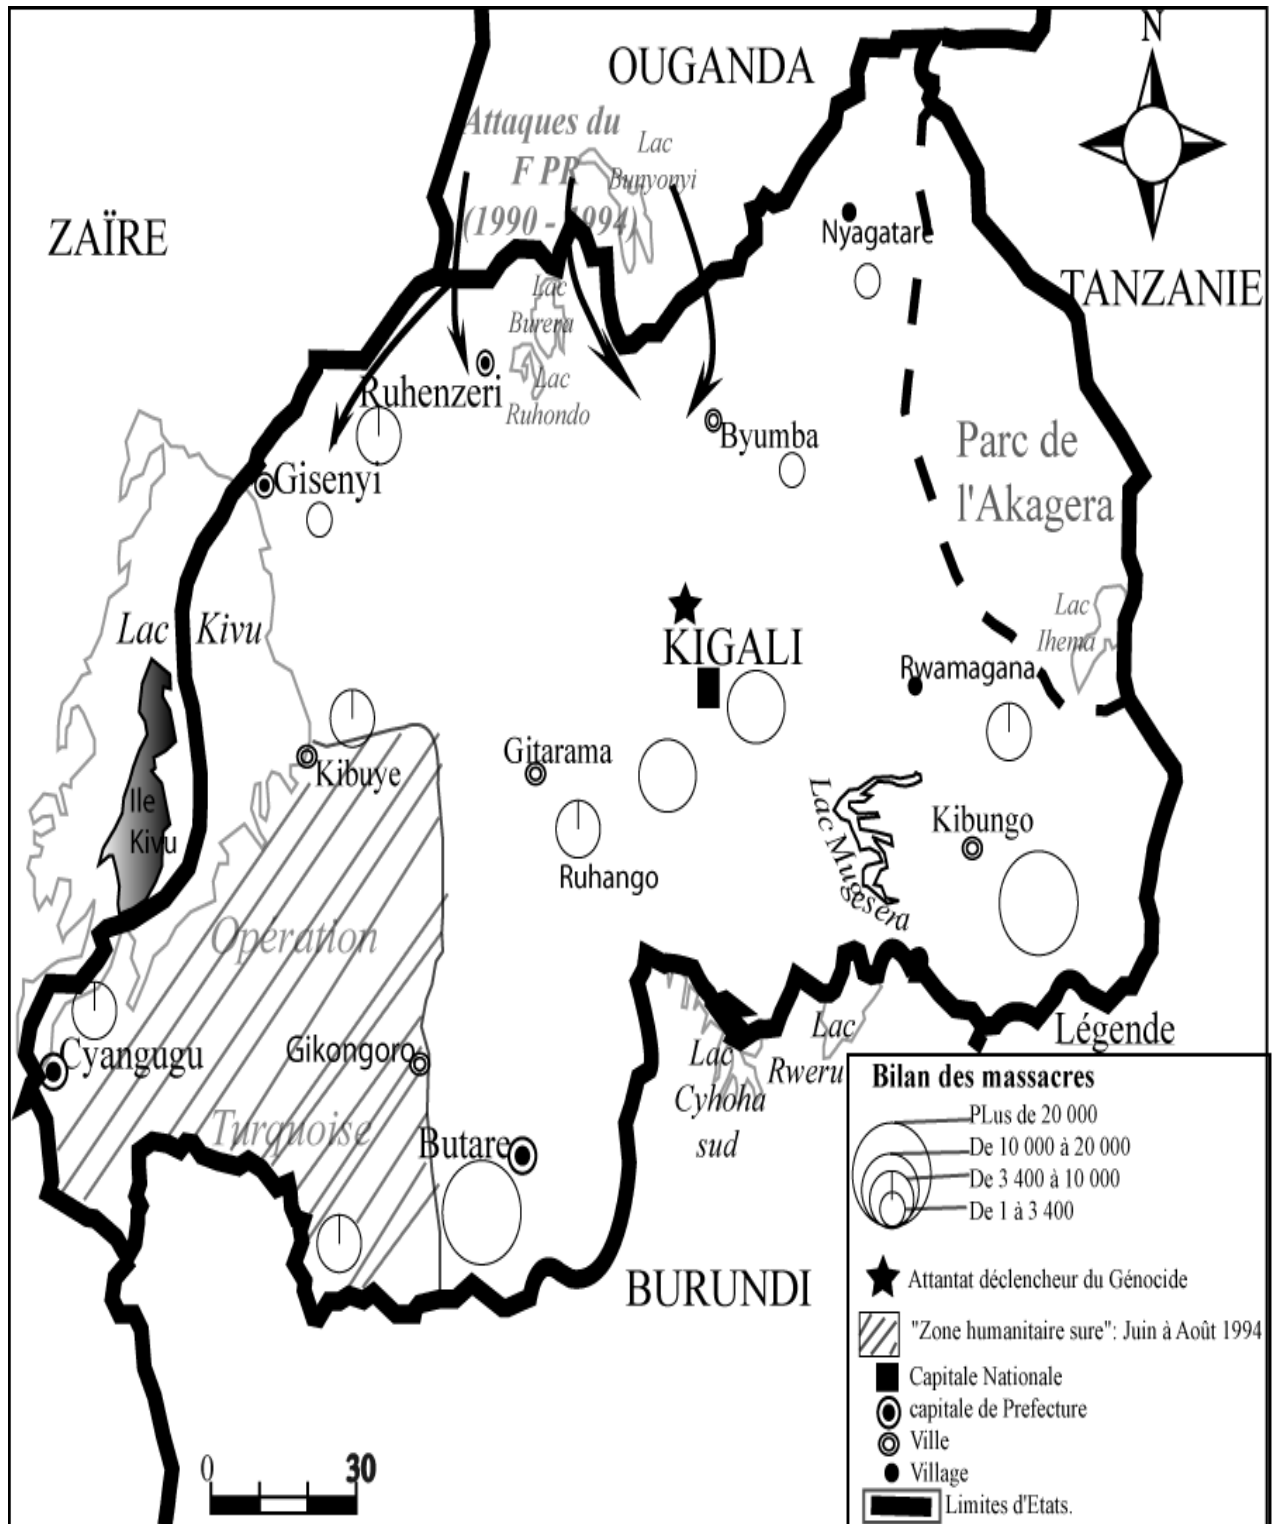 N
OUGANDA
Attaques du
F PR
(1990 - 1994)
Lac
Bunyonyi
ZAÏRE
Nyagatare
TANZANIE
Lac
Burera
Lac
Ruhondo
Ruhenzeri
Byumba
Parc de
l'Akagera
Gisenyi
Lac Kivu
KIGALI
Lac
Ihema
Rwamagana
Gitarama
Kibuye
Ile
Kivu
Lac Mugesera
Kibungo
Ruhango
Opération
Turquoise
Cyangugu
Gikongoro
Butare
Lac
Cyhoha
sud
Lac
Rweru
BURUNDI
Légende
Bilan des massacres
PLus de 20 000
De 10 000 à 20 000
De 3 400 à 10 000
De 1 à 3 400
Attantat déclencheur du Génocide
"Zone humanitaire sure": Juin à Août 1994
Capitale Nationale
capitale de Prefecture
Ville
Village
Limites d'Etats.
0 30